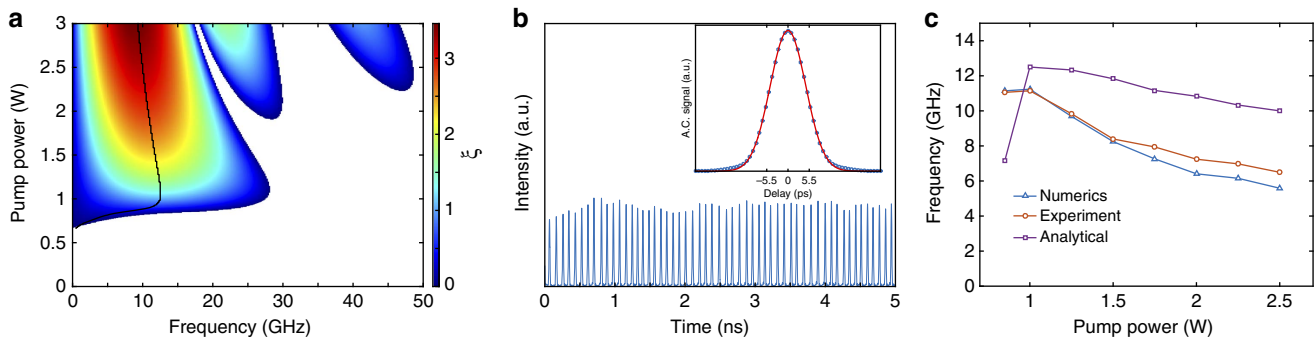 a
3
2.5
2
1.5
1
0.5
0
Pump power (W)
0 10 20 30 40 50
Frequency (GHz)
3
2
1
0
ξ
b
Intensity (a.u.)
A.C. signal (a.u.)
−5.5 0 5.5
Delay (ps)
0 1 2 3 4 5
Time (ns)
c
14
12
10
8
6
4
2
0
Frequency (GHz)
Numerics
Experiment
Analytical
1 1.5 2 2.5
Pump power (W)